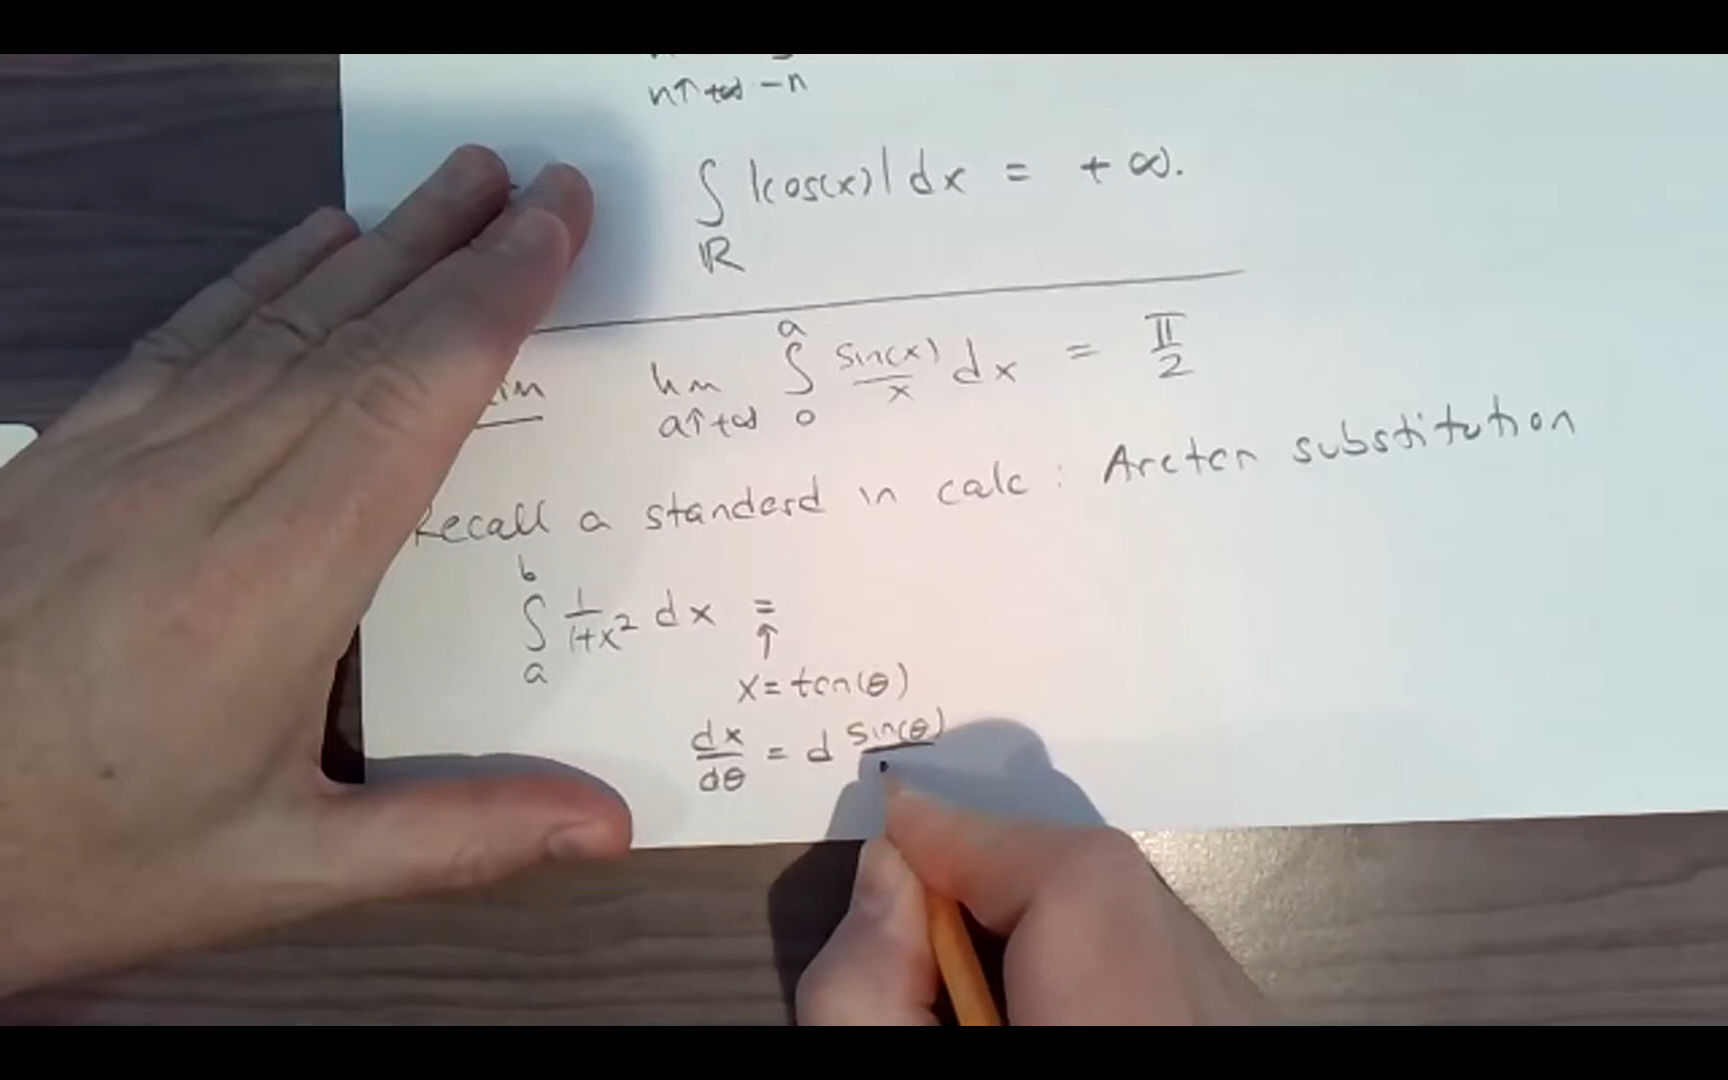 n↑+∞ -n
∫ |cos(x)| dx = +∞.
ℝ
lim a↑+∞ ∫₀ᵃ sin(x)/x dx = π/2
Recall a standard in calc: Arctan substitution
∫ₐᵇ 1/(1+x²) dx =
↑
x = tan(θ)
dx/dθ = d sin(θ)